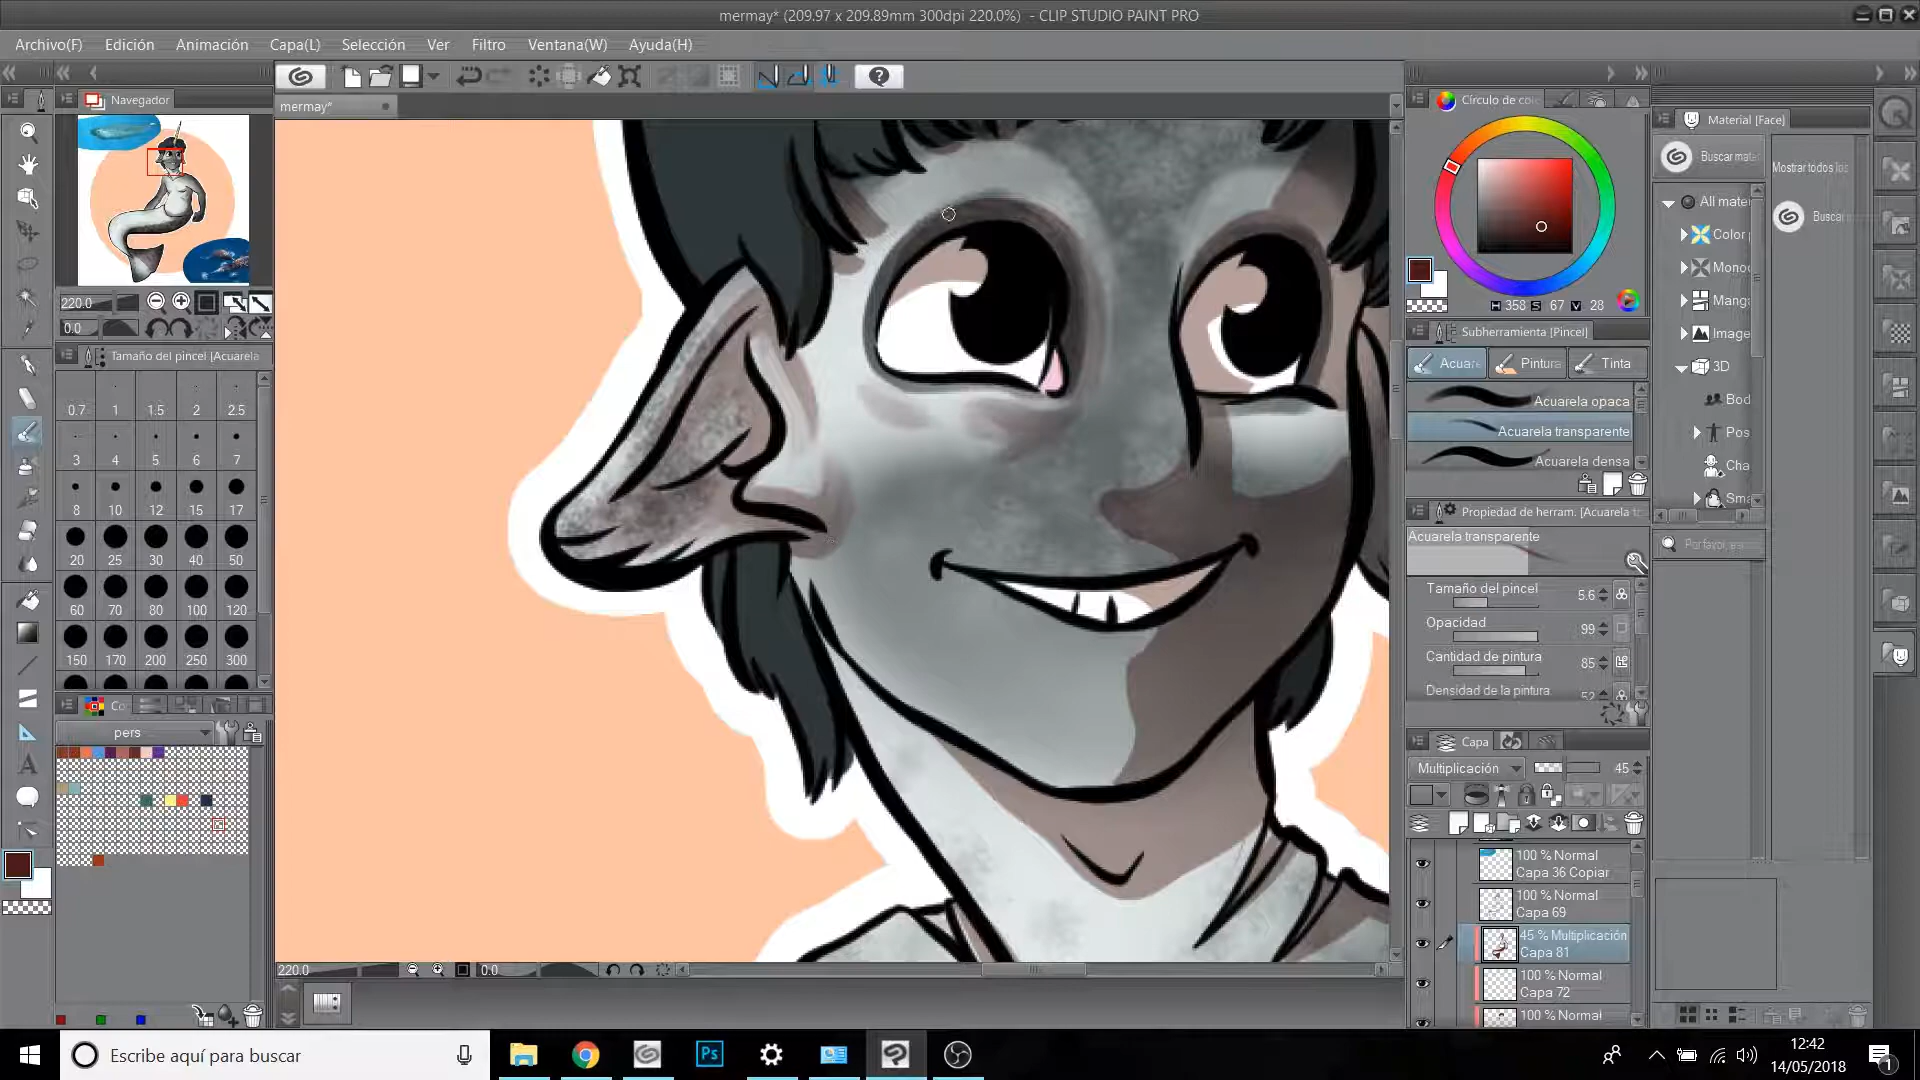 mermay* (209.97 x 209.89mm 300dpi 220.0%) - CLIP STUDIO PAINT PRO
Archivo(F) Edición Animación Capa(L) Selección Ver Filtro Ventana(W) Ayuda(H)
Navegador
mermay*
220.0
0.0
Tamaño del pincel [Acuarela
0.7 1 1.5 2 2.5
3 4 5 6 7
8 10 12 15 17
20 25 30 40 50
60 70 80 100 120
150 170 200 250 300
Co
pers
220.0 0.0
Círculo de col
H 358 S 67 V 28
Subherramienta [Pincel]
Acuare Pintura Tinta
Acuarela opaca
Acuarela transparente
Acuarela densa
Propiedad de herram. [Acuarela tr
Acuarela transparente
Tamaño del pincel 5.6
Opacidad 99
Cantidad de pintura 85
Densidad de la pintura 52
Capa
Multiplicación 45
100 % Normal
Capa 36 Copiar
100 % Normal
Capa 69
45 % Multiplicación
Capa 81
100 % Normal
Capa 72
100 % Normal
Material [Face]
Buscar mate
Mostrar todos los
Buscar
All mate
Color
Mono
Mang
Image
3D
Bod
Pos
Cha
Sma
Por favor, es
Escribe aquí para buscar
Ps
12:42
14/05/2018
1